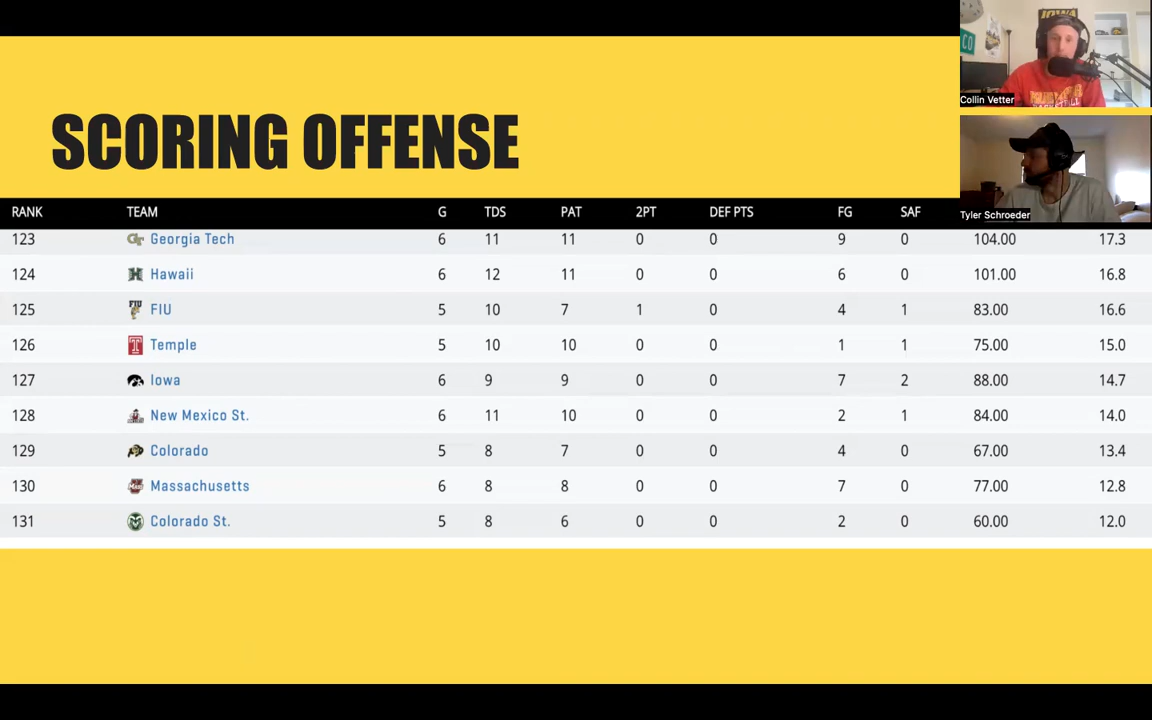 IOWA
CO
Collin Vetter
SCORING OFFENSE
Tyler Schroeder
RANK TEAM G TDS PAT 2PT DEF PTS FG SAF
123 Georgia Tech 6 11 11 0 0 9 0 104.00 17.3
124 Hawaii 6 12 11 0 0 6 0 101.00 16.8
125 FIU 5 10 7 1 0 4 1 83.00 16.6
126 Temple 5 10 10 0 0 1 1 75.00 15.0
127 Iowa 6 9 9 0 0 7 2 88.00 14.7
128 New Mexico St. 6 11 10 0 0 2 1 84.00 14.0
129 Colorado 5 8 7 0 0 4 0 67.00 13.4
130 Massachusetts 6 8 8 0 0 7 0 77.00 12.8
131 Colorado St. 5 8 6 0 0 2 0 60.00 12.0